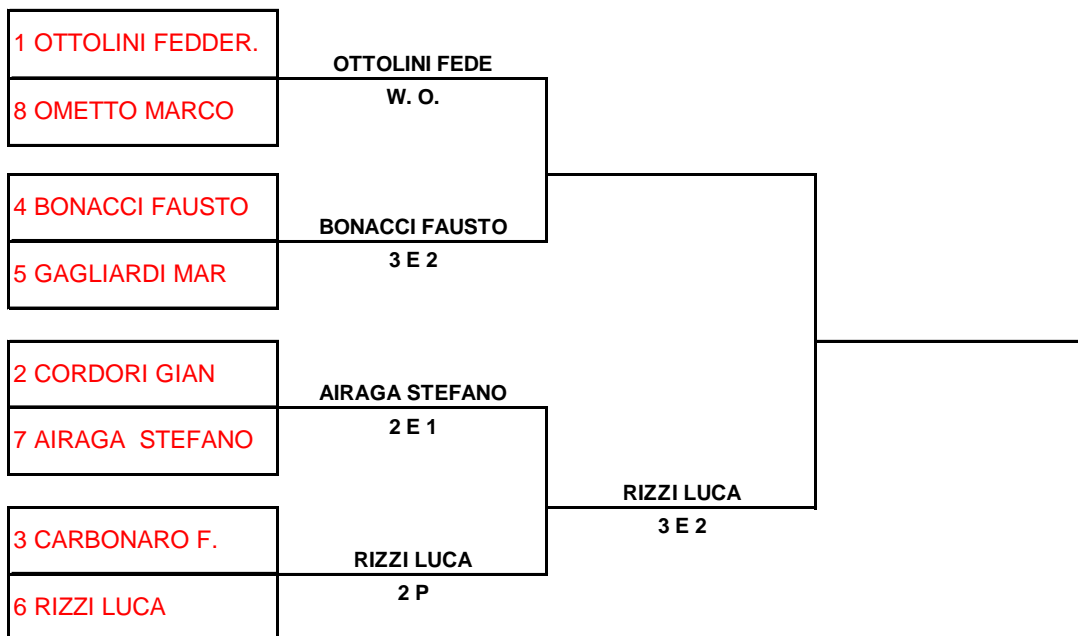 1 OTTOLINI FEDDER.
OTTOLINI FEDE
W. O.
8 OMETTO MARCO
4 BONACCI FAUSTO
BONACCI FAUSTO
3 E 2
5 GAGLIARDI MAR
2 CORDORI GIAN
AIRAGA STEFANO
2 E 1
7 AIRAGA  STEFANO
RIZZI LUCA
3 E 2
3 CARBONARO F.
RIZZI LUCA
2 P
6 RIZZI LUCA